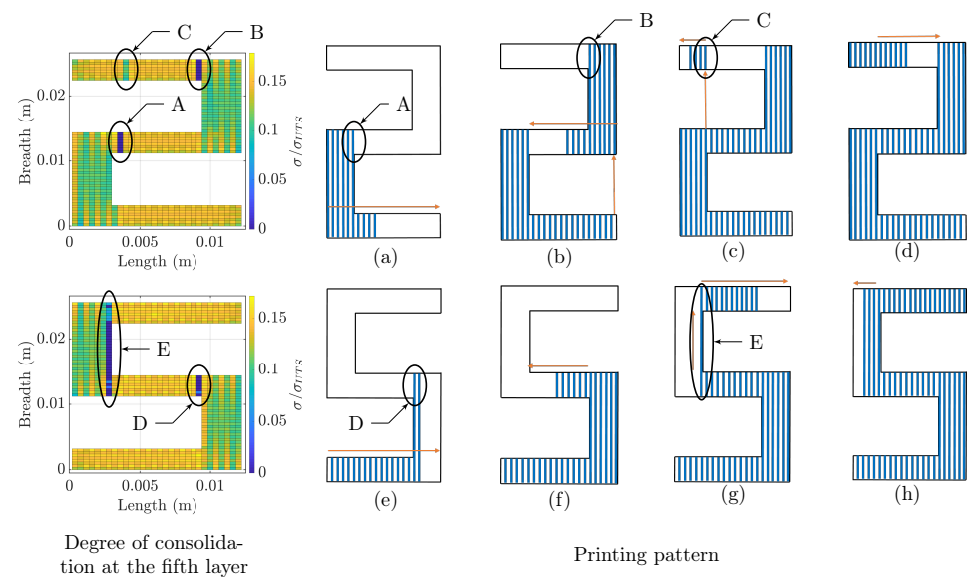 C
B
A
0.02
0.01
0
0
0.005
0.01
Breadth (m)
Length (m)
0.15
0.1
0.05
0
σ/σUTS
A
(a)
B
(b)
C
(c)
(d)
E
D
0.02
0.01
0
0
0.005
0.01
Breadth (m)
Length (m)
0.15
0.1
0.05
0
σ/σUTS
D
(e)
(f)
E
(g)
(h)
Degree of consolida-
tion at the fifth layer
Printing pattern